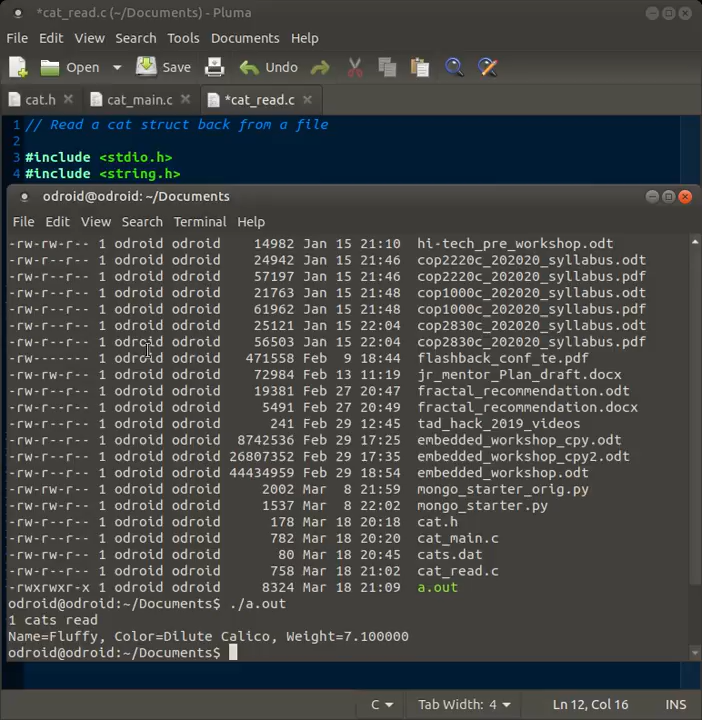 *cat_read.c (~/Documents) - Pluma
File Edit View Search Tools Documents Help
Open Save Undo
cat.h cat_main.c *cat_read.c
1 // Read a cat struct back from a file
2
3 #include <stdio.h>
4 #include <string.h>
odroid@odroid: ~/Documents
File Edit View Search Terminal Help
-rw-rw-r-- 1 odroid odroid 14982 Jan 15 21:10 hi-tech_pre_workshop.odt
-rw-r--r-- 1 odroid odroid 24942 Jan 15 21:46 cop2220c_202020_syllabus.odt
-rw-r--r-- 1 odroid odroid 57197 Jan 15 21:46 cop2220c_202020_syllabus.pdf
-rw-r--r-- 1 odroid odroid 21763 Jan 15 21:48 cop1000c_202020_syllabus.odt
-rw-r--r-- 1 odroid odroid 61962 Jan 15 21:48 cop1000c_202020_syllabus.pdf
-rw-r--r-- 1 odroid odroid 25121 Jan 15 22:04 cop2830c_202020_syllabus.odt
-rw-r--r-- 1 odroid odroid 56503 Jan 15 22:04 cop2830c_202020_syllabus.pdf
-rw------- 1 odroid odroid 471558 Feb 9 18:44 flashback_conf_te.pdf
-rw-rw-r-- 1 odroid odroid 72984 Feb 13 11:19 jr_mentor_Plan_draft.docx
-rw-rw-r-- 1 odroid odroid 19381 Feb 27 20:47 fractal_recommendation.odt
-rw-rw-r-- 1 odroid odroid 5491 Feb 27 20:49 fractal_recommendation.docx
-rw-rw-r-- 1 odroid odroid 241 Feb 29 12:45 tad_hack_2019_videos
-rw-rw-r-- 1 odroid odroid 8742536 Feb 29 17:25 embedded_workshop_cpy.odt
-rw-rw-r-- 1 odroid odroid 26807352 Feb 29 17:35 embedded_workshop_cpy2.odt
-rw-rw-r-- 1 odroid odroid 44434959 Feb 29 18:54 embedded_workshop.odt
-rw-rw-r-- 1 odroid odroid 2002 Mar 8 21:59 mongo_starter_orig.py
-rw-rw-r-- 1 odroid odroid 1537 Mar 8 22:02 mongo_starter.py
-rw-r--r-- 1 odroid odroid 178 Mar 18 20:18 cat.h
-rw-rw-r-- 1 odroid odroid 782 Mar 18 20:20 cat_main.c
-rw-rw-r-- 1 odroid odroid 80 Mar 18 20:45 cats.dat
-rw-rw-r-- 1 odroid odroid 758 Mar 18 21:02 cat_read.c
-rwxrwxr-x 1 odroid odroid 8324 Mar 18 21:09 a.out
odroid@odroid:~/Documents$ ./a.out
1 cats read
Name=Fluffy, Color=Dilute Calico, Weight=7.100000
odroid@odroid:~/Documents$
C Tab Width: 4 Ln 12, Col 16 INS